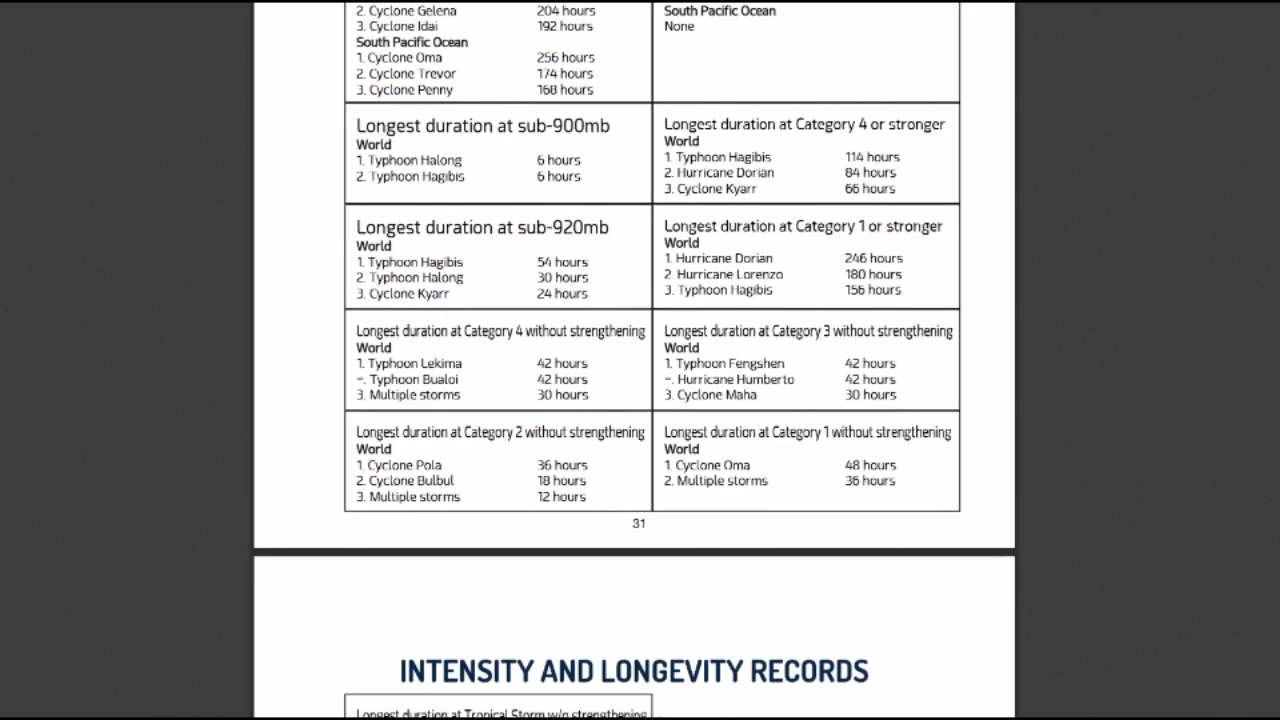 2. Cyclone Gelena 204 hours
3. Cyclone Idai 192 hours
South Pacific Ocean
1. Cyclone Oma 256 hours
2. Cyclone Trevor 174 hours
3. Cyclone Penny 168 hours
South Pacific Ocean
None
Longest duration at sub-900mb
World
1. Typhoon Halong 6 hours
2. Typhoon Hagibis 6 hours
Longest duration at Category 4 or stronger
World
1. Typhoon Hagibis 114 hours
2. Hurricane Dorian 84 hours
3. Cyclone Kyarr 66 hours
Longest duration at sub-920mb
World
1. Typhoon Hagibis 54 hours
2. Typhoon Halong 30 hours
3. Cyclone Kyarr 24 hours
Longest duration at Category 1 or stronger
World
1. Hurricane Dorian 246 hours
2. Hurricane Lorenzo 180 hours
3. Typhoon Hagibis 156 hours
Longest duration at Category 4 without strengthening
World
1. Typhoon Lekima 42 hours
-. Typhoon Bualoi 42 hours
3. Multiple storms 30 hours
Longest duration at Category 3 without strengthening
World
1. Typhoon Fengshen 42 hours
-. Hurricane Humberto 42 hours
3. Cyclone Maha 30 hours
Longest duration at Category 2 without strengthening
World
1. Cyclone Pola 36 hours
2. Cyclone Bulbul 18 hours
3. Multiple storms 12 hours
Longest duration at Category 1 without strengthening
World
1. Cyclone Oma 48 hours
2. Multiple storms 36 hours
31
INTENSITY AND LONGEVITY RECORDS
Longest duration at Tropical Storm w/o strengthening